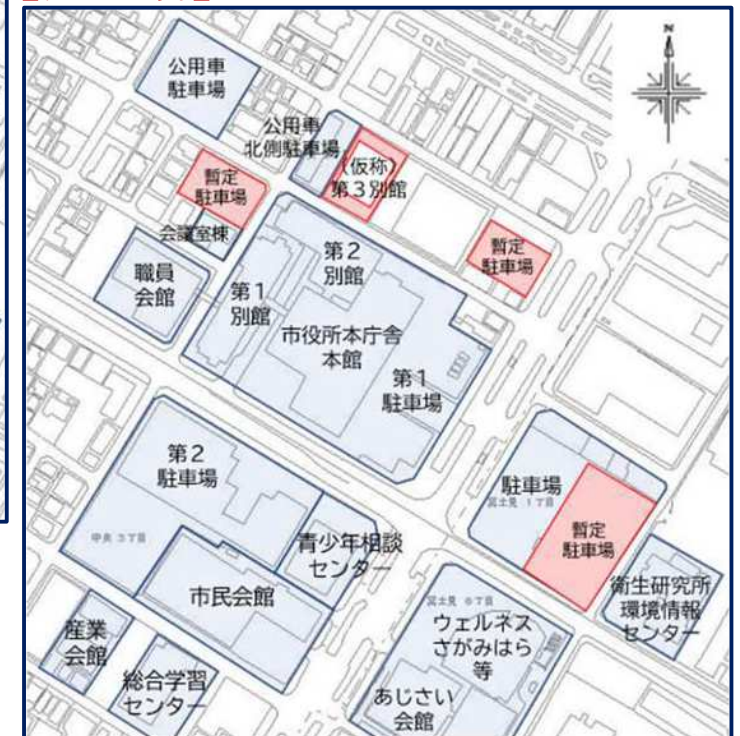 N
公用車
駐車場
公用車
北側駐車場
(仮称)
第3別館
暫定
駐車場
会議室棟
暫定
駐車場
職員
会館
第2
別館
第1
別館
市役所本庁舎
本館
第1
駐車場
第2
駐車場
中央 3丁目
駐車場
富士見 1丁目
暫定
駐車場
青少年相談
センター
市民会館
衛生研究所
環境情報
センター
富士見 6丁目
ウェルネス
さがみはら
等
産業
会館
総合学習
センター
あじさい
会館